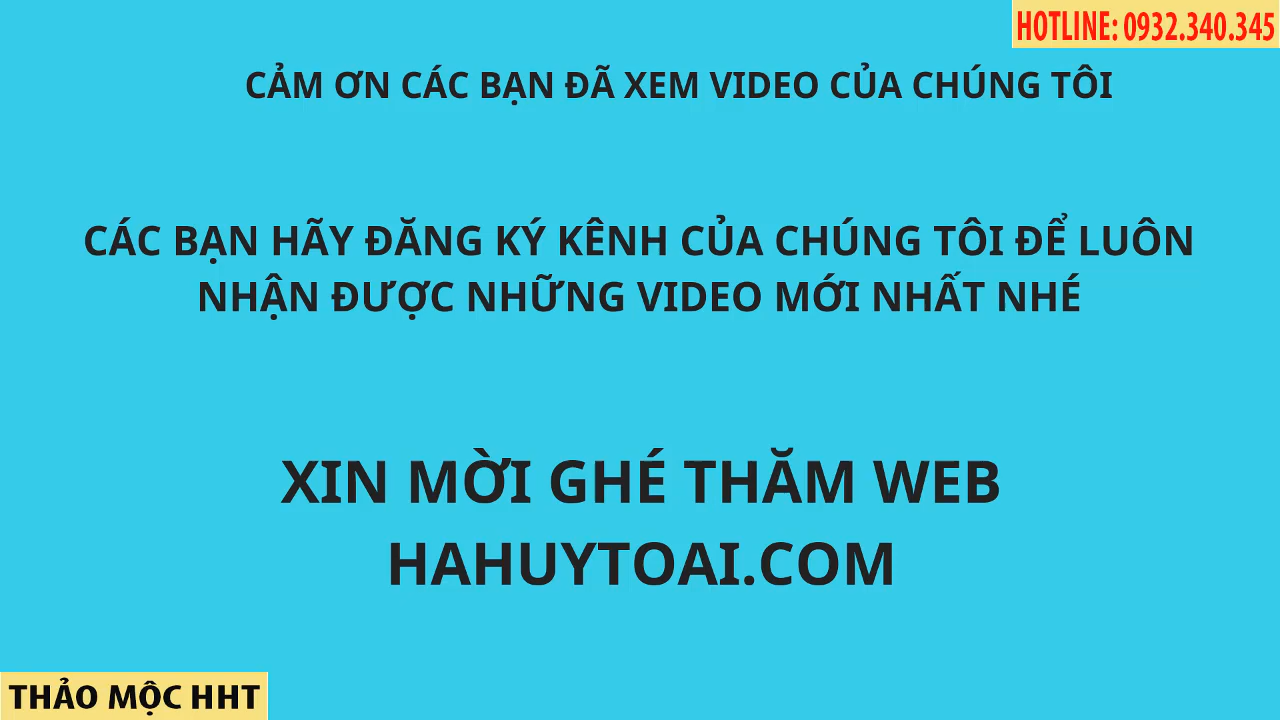 HOTLINE: 0932.340.345
CẢM ƠN CÁC BẠN ĐÃ XEM VIDEO CỦA CHÚNG TÔI
CÁC BẠN HÃY ĐĂNG KÝ KÊNH CỦA CHÚNG TÔI ĐỂ LUÔN
NHẬN ĐƯỢC NHỮNG VIDEO MỚI NHẤT NHÉ
XIN MỜI GHÉ THĂM WEB
HAHUYTOAI.COM
THẢO MỘC HHT